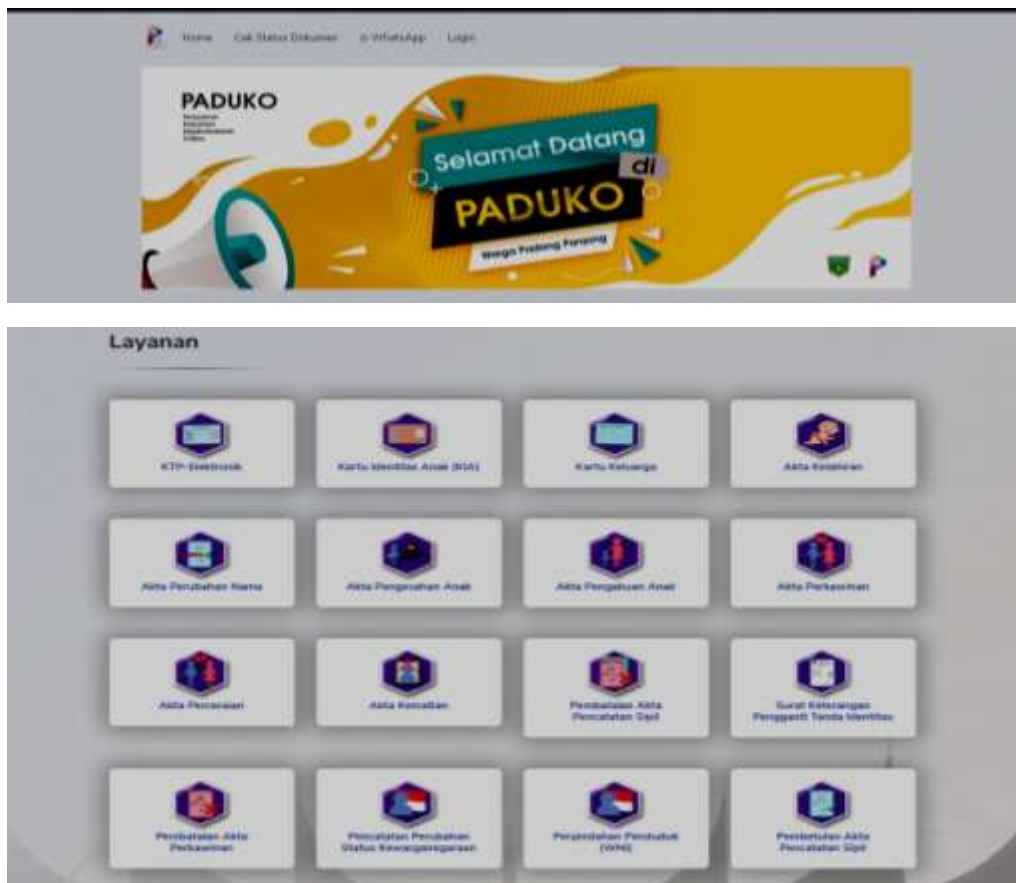 Home Cek Status Dokumen WhatsApp Login
PADUKO
Selamat Datang
di
PADUKO
Warga Padang Panjang
Layanan
KTP-Elektronik
Kartu Identitas Anak (KIA)
Kartu Keluarga
Akta Kelahiran
Akta Perubahan Nama
Akta Pengesahan Anak
Akta Pengakuan Anak
Akta Perkawinan
Akta Perceraian
Akta Kematian
Pembatalan Akta
Pencatatan Sipil
Surat Keterangan
Pengganti Tanda Identitas
Pembatalan Akta
Perkawinan
Pencatatan Perubahan
Status Kewarganegaraan
Perpindahan Penduduk
(WNI)
Pembetulan Akta
Pencatatan Sipil